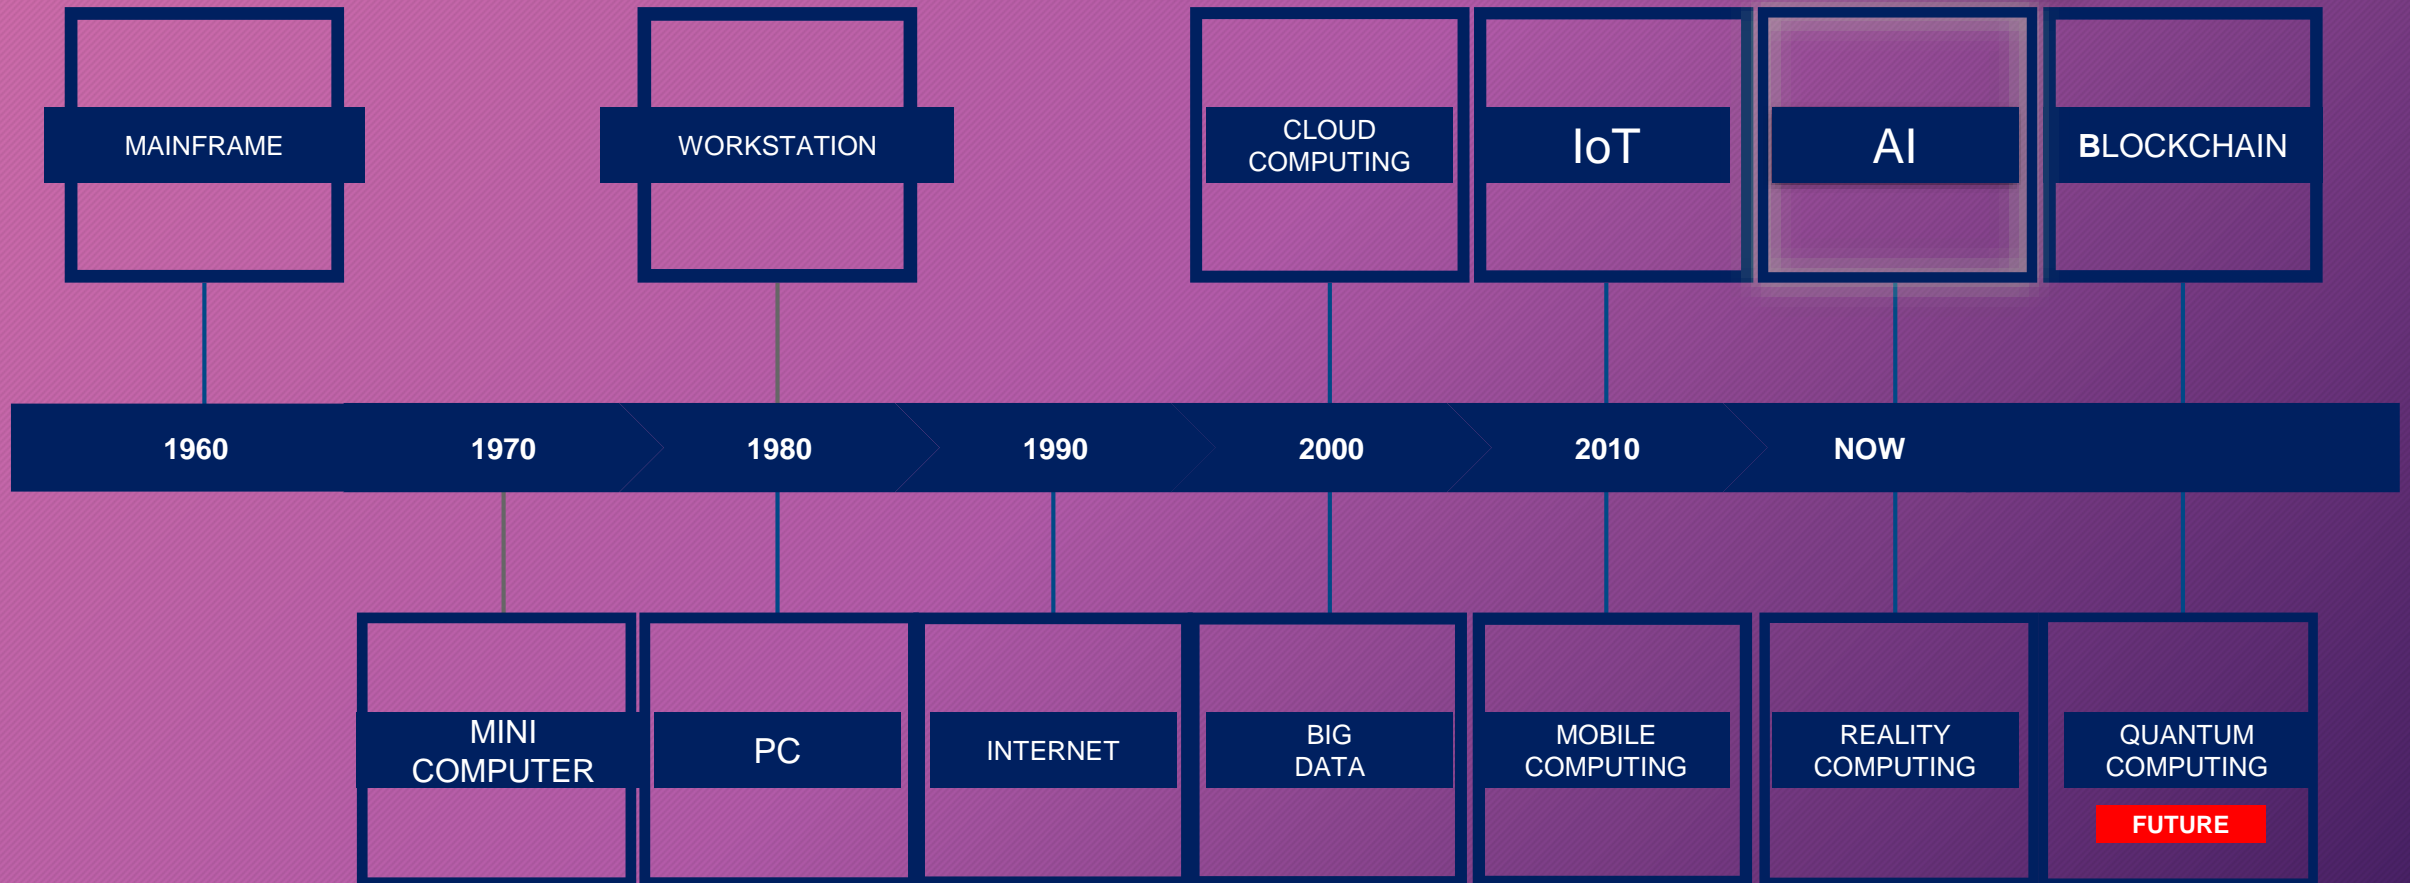 MAINFRAME
WORKSTATION
CLOUD
COMPUTING
IoT
AI
BLOCKCHAIN
1960
1970
1980
1990
2000
2010
NOW
MINI
COMPUTER
PC
INTERNET
BIG
DATA
MOBILE
COMPUTING
REALITY
COMPUTING
QUANTUM
COMPUTING
FUTURE